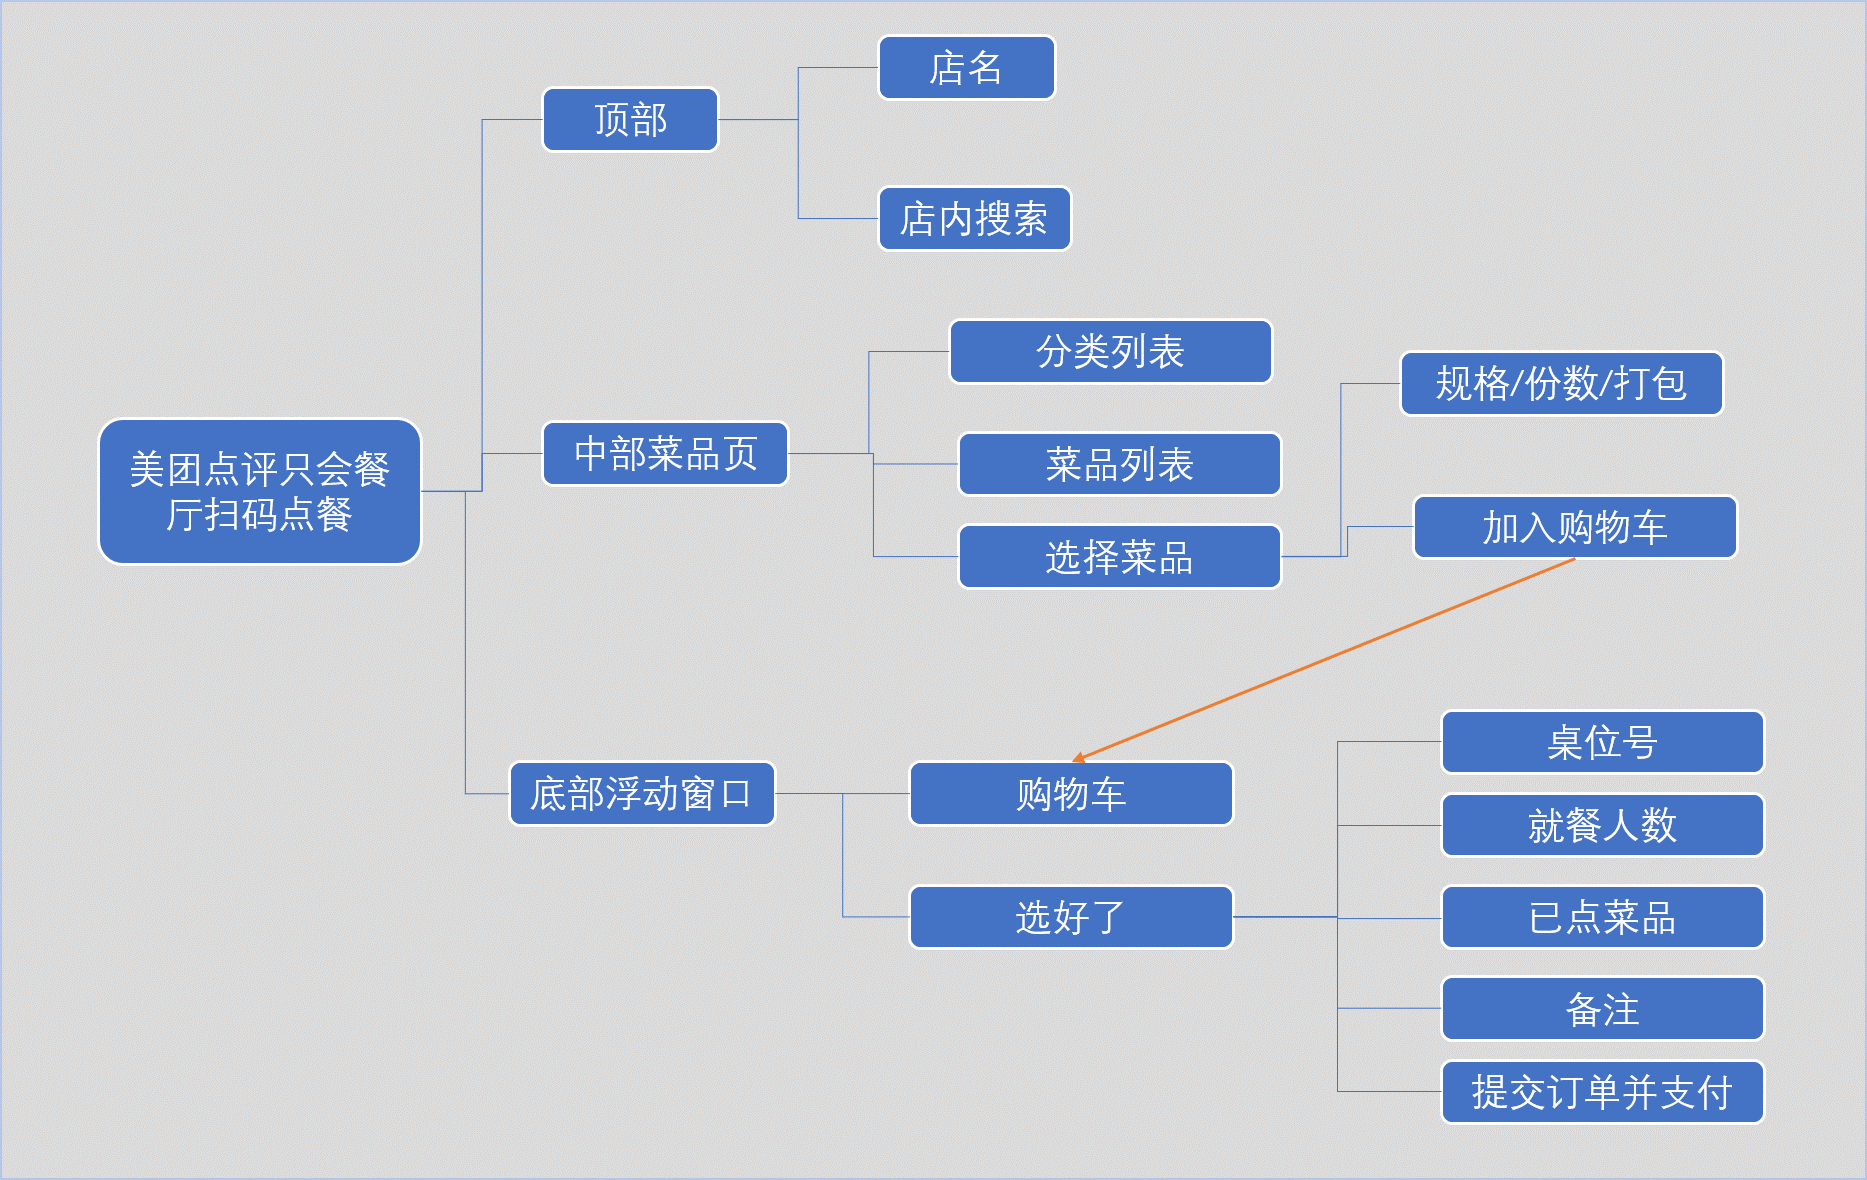 店名
顶部
店内搜索
分类列表
规格/份数/打包
中部菜品页
菜品列表
美团点评只会餐
厅扫码点餐
加入购物车
选择菜品
桌位号
底部浮动窗口
购物车
就餐人数
选好了
已点菜品
备注
提交订单并支付